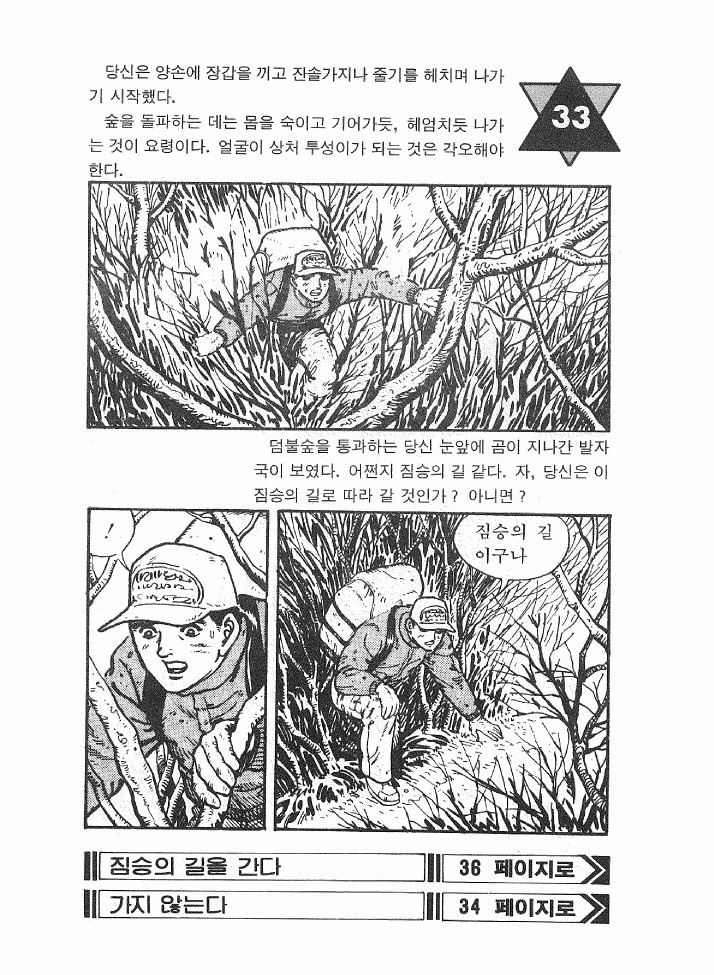 당신은 양손에 장갑을 끼고 잔솔가지나 줄기를 헤치며 나가
기 시작했다.
숲을 돌파하는 데는 몸을 숙이고 기어가듯, 헤엄치듯 나가
는 것이 요령이다. 얼굴이 상처 투성이가 되는 것은 각오해야
한다.
33
덤불숲을 통과하는 당신 눈앞에 곰이 지나간 발자
국이 보였다. 어쩐지 짐승의 길 같다. 자, 당신은 이
짐승의 길로 따라 갈 것인가? 아니면?
!
짐승의 길
이구나
짐승의 길을 간다
36 페이지로
가지 않는다
34 페이지로